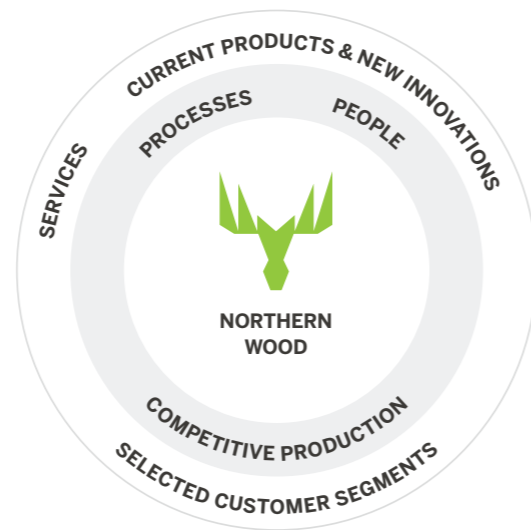 CURRENT PRODUCTS & NEW INNOVATIONS
SERVICES
PROCESSES
PEOPLE
NORTHERN
WOOD
COMPETITIVE PRODUCTION
SELECTED CUSTOMER SEGMENTS